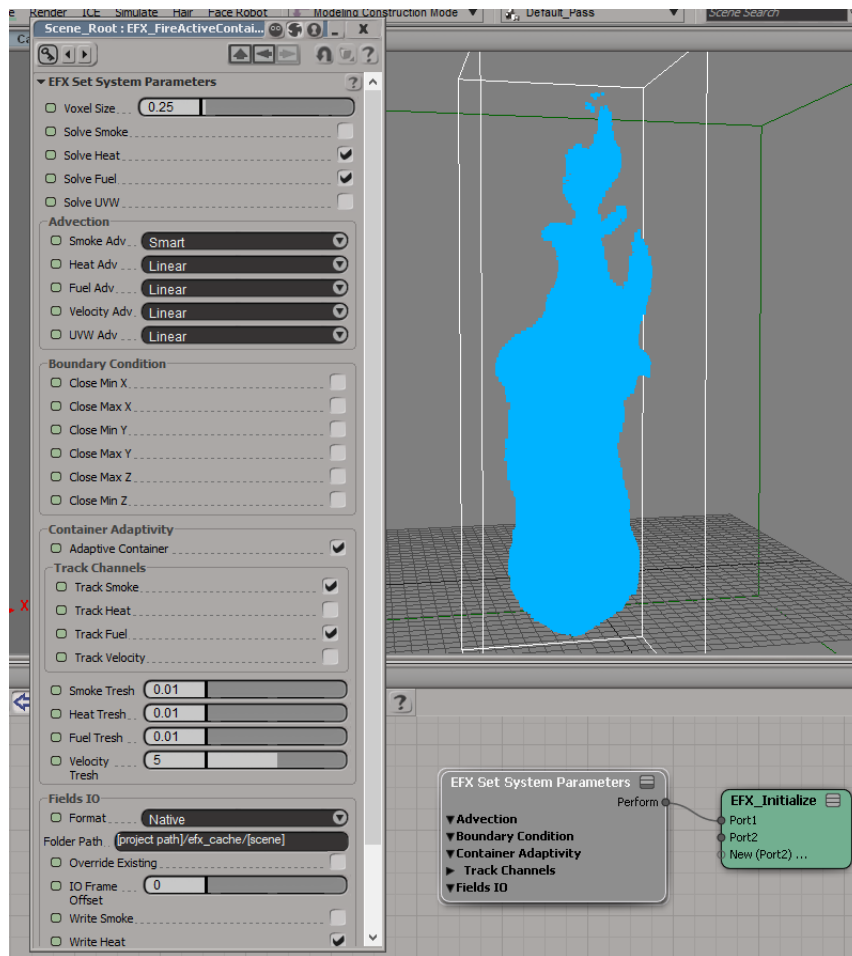 Render ICE Simulate Hair Face Robot Modeling Construction Mode Default_Pass Scene Search
Scene_Root : EFX_FireActiveContai...
X
EFX Set System Parameters
?
Voxel Size 0.25
Solve Smoke
Solve Heat
Solve Fuel
Solve UVW
Advection
Smoke Adv Smart
Heat Adv Linear
Fuel Adv Linear
Velocity Adv Linear
UVW Adv Linear
Boundary Condition
Close Min X
Close Max X
Close Min Y
Close Max Y
Close Max Z
Close Min Z
Container Adaptivity
Adaptive Container
Track Channels
Track Smoke
Track Heat
X
Track Fuel
Track Velocity
Smoke Tresh 0.01
Heat Tresh 0.01
Fuel Tresh 0.01
Velocity Tresh 5
Fields IO
Format Native
Folder Path [project path]/efx_cache/[scene]
Override Existing
IO Frame Offset 0
Write Smoke
Write Heat
?
EFX Set System Parameters
Perform
Advection
Boundary Condition
Container Adaptivity
Track Channels
Fields IO
EFX_Initialize
Port1
Port2
New (Port2) ...